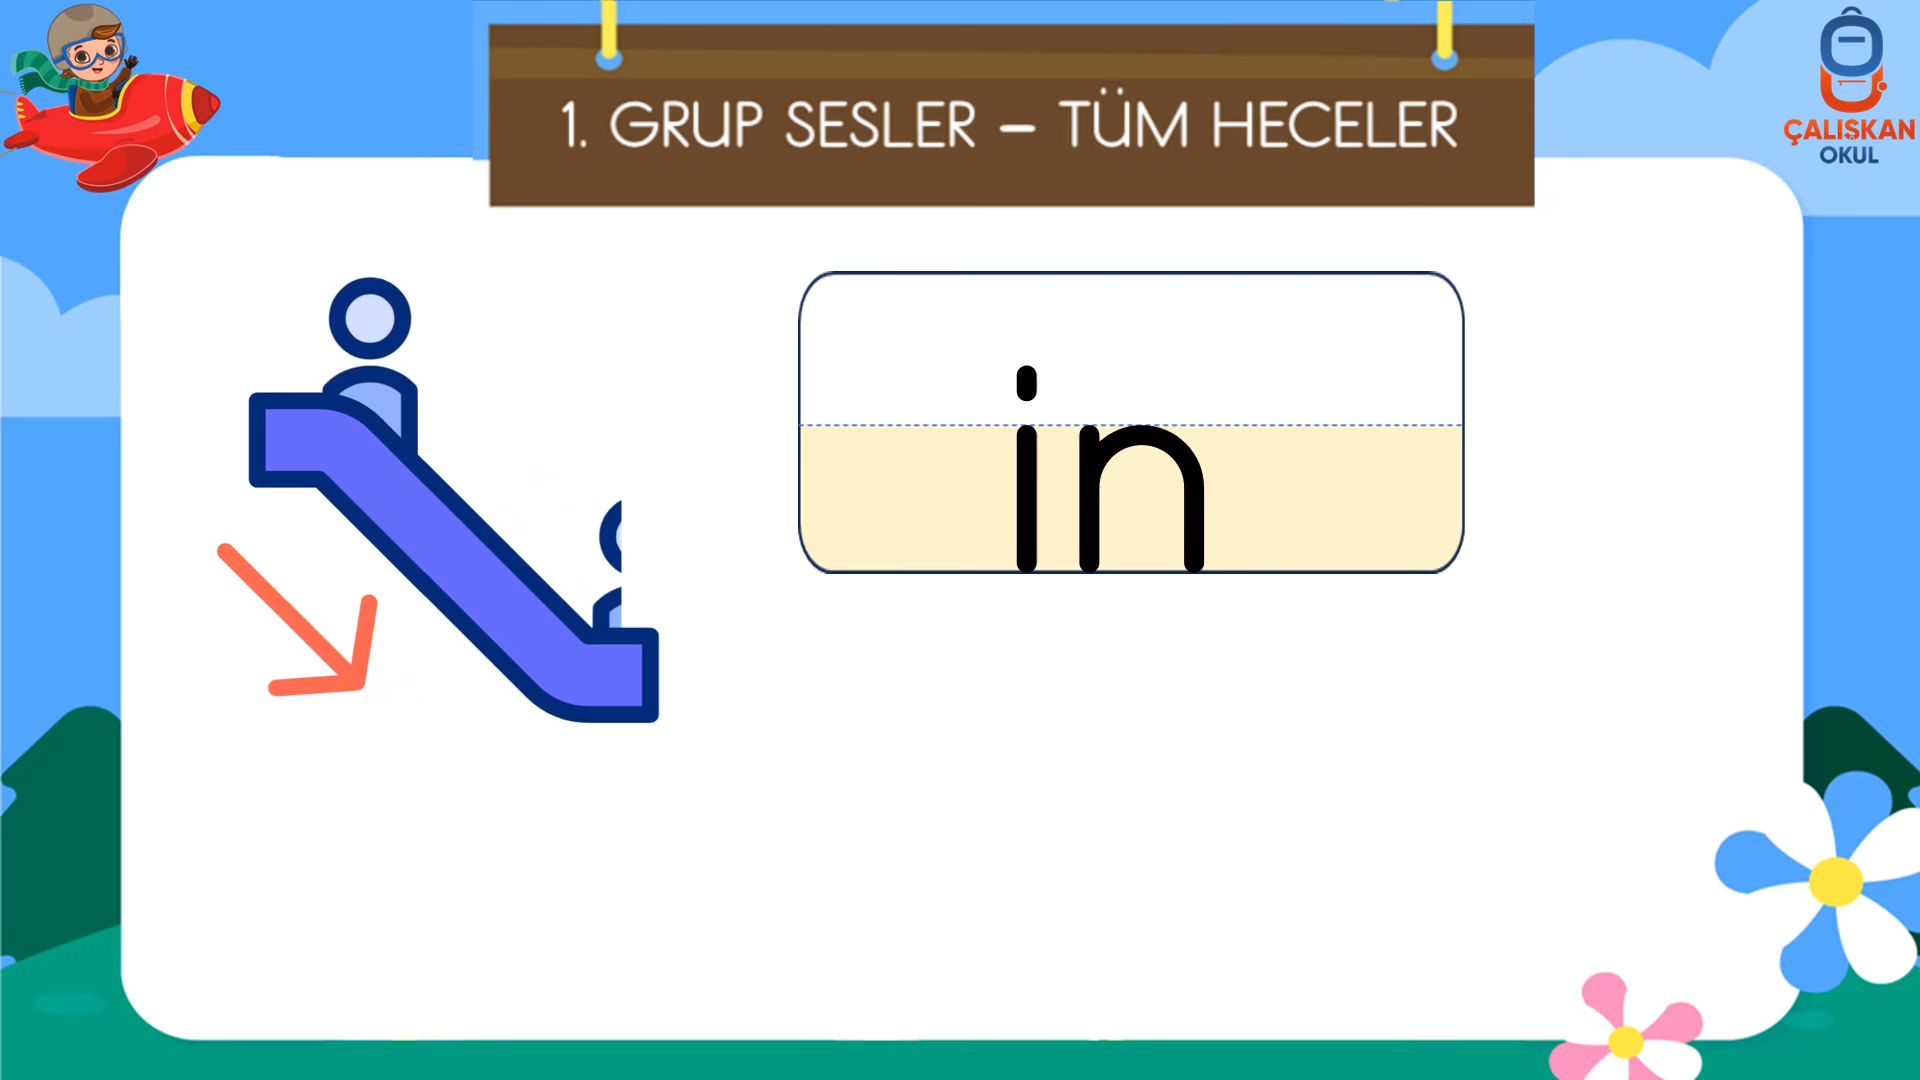 1. GRUP SESLER – TÜM HECELER
ÇALIŞKAN
OKUL
in